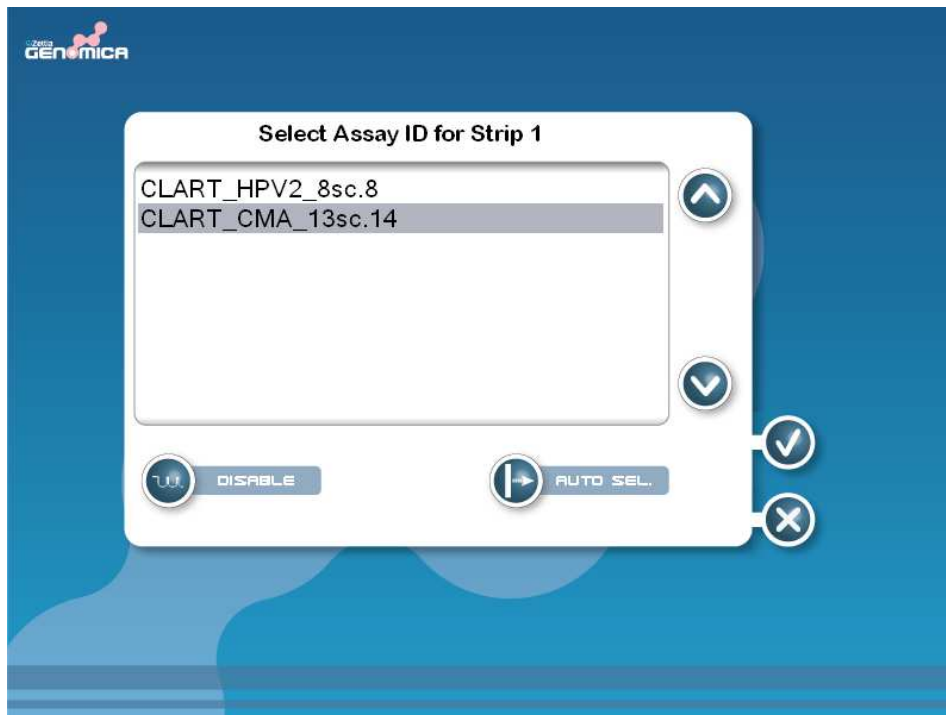 Zeltia
GENOMICA
Select Assay ID for Strip 1
CLART_HPV2_8sc.8
CLART_CMA_13sc.14
DISABLE
AUTO SEL.